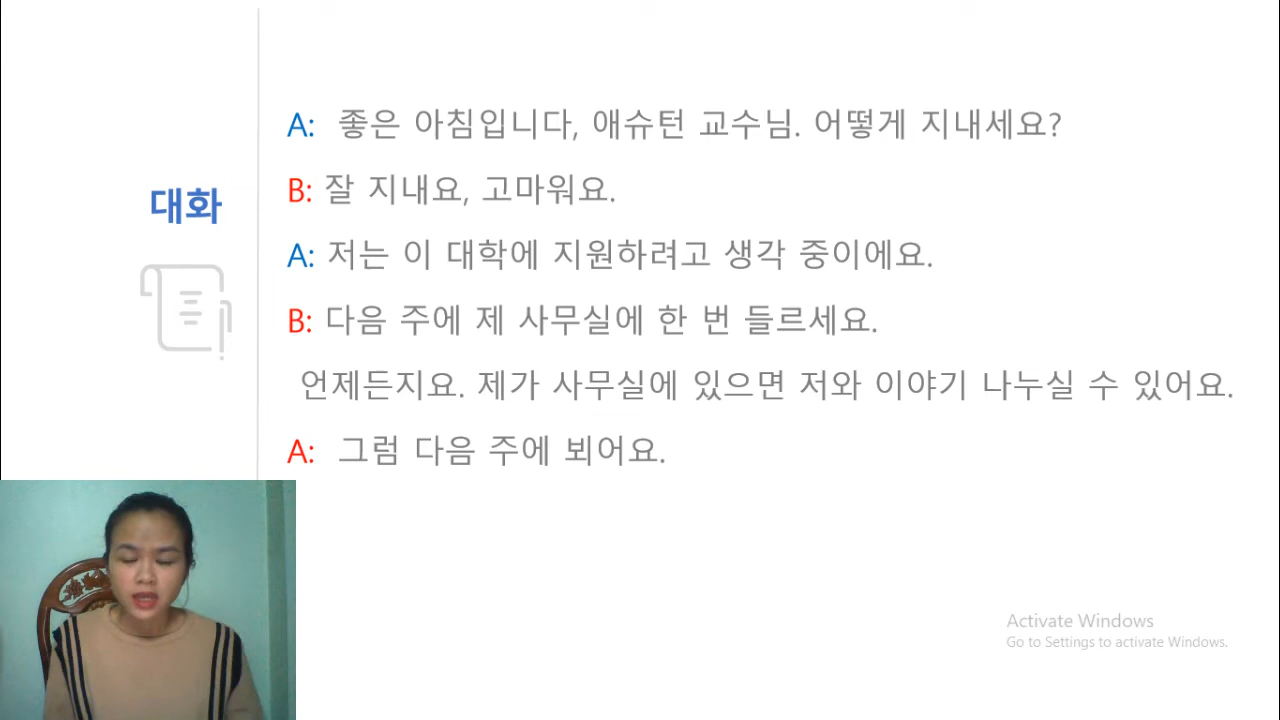 대화
A: 좋은 아침입니다, 애슈턴 교수님. 어떻게 지내세요?
B: 잘 지내요, 고마워요.
A: 저는 이 대학에 지원하려고 생각 중이에요.
B: 다음 주에 제 사무실에 한 번 들르세요.
언제든지요. 제가 사무실에 있으면 저와 이야기 나누실 수 있어요.
A: 그럼 다음 주에 뵈어요.
Activate Windows
Go to Settings to activate Windows.